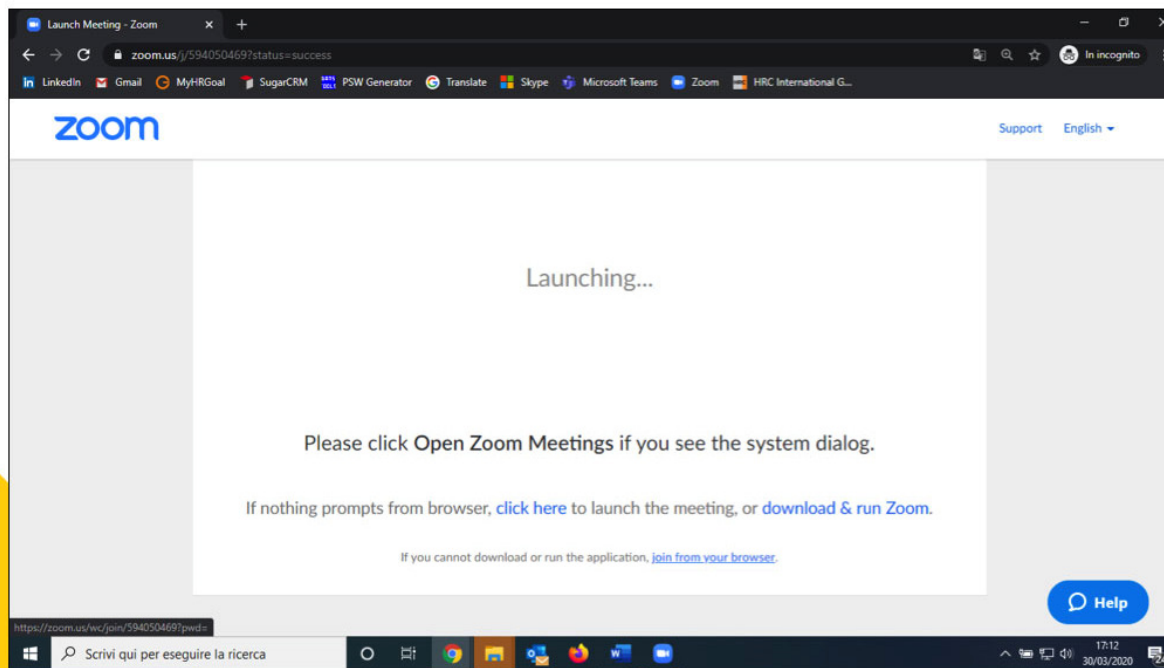 Launch Meeting - Zoom
zoom.us/j/594050469?status=success
In incognito
LinkedIn Gmail MyHRGoal SugarCRM PSW Generator Translate Skype Microsoft Teams Zoom HRC International G...
zoom
Support English
Launching...
Please click Open Zoom Meetings if you see the system dialog.
If nothing prompts from browser, click here to launch the meeting, or download & run Zoom.
If you cannot download or run the application, join from your browser.
Help
https://zoom.us/wc/join/594050469?pwd=
Scrivi qui per eseguire la ricerca
17:12
30/03/2020